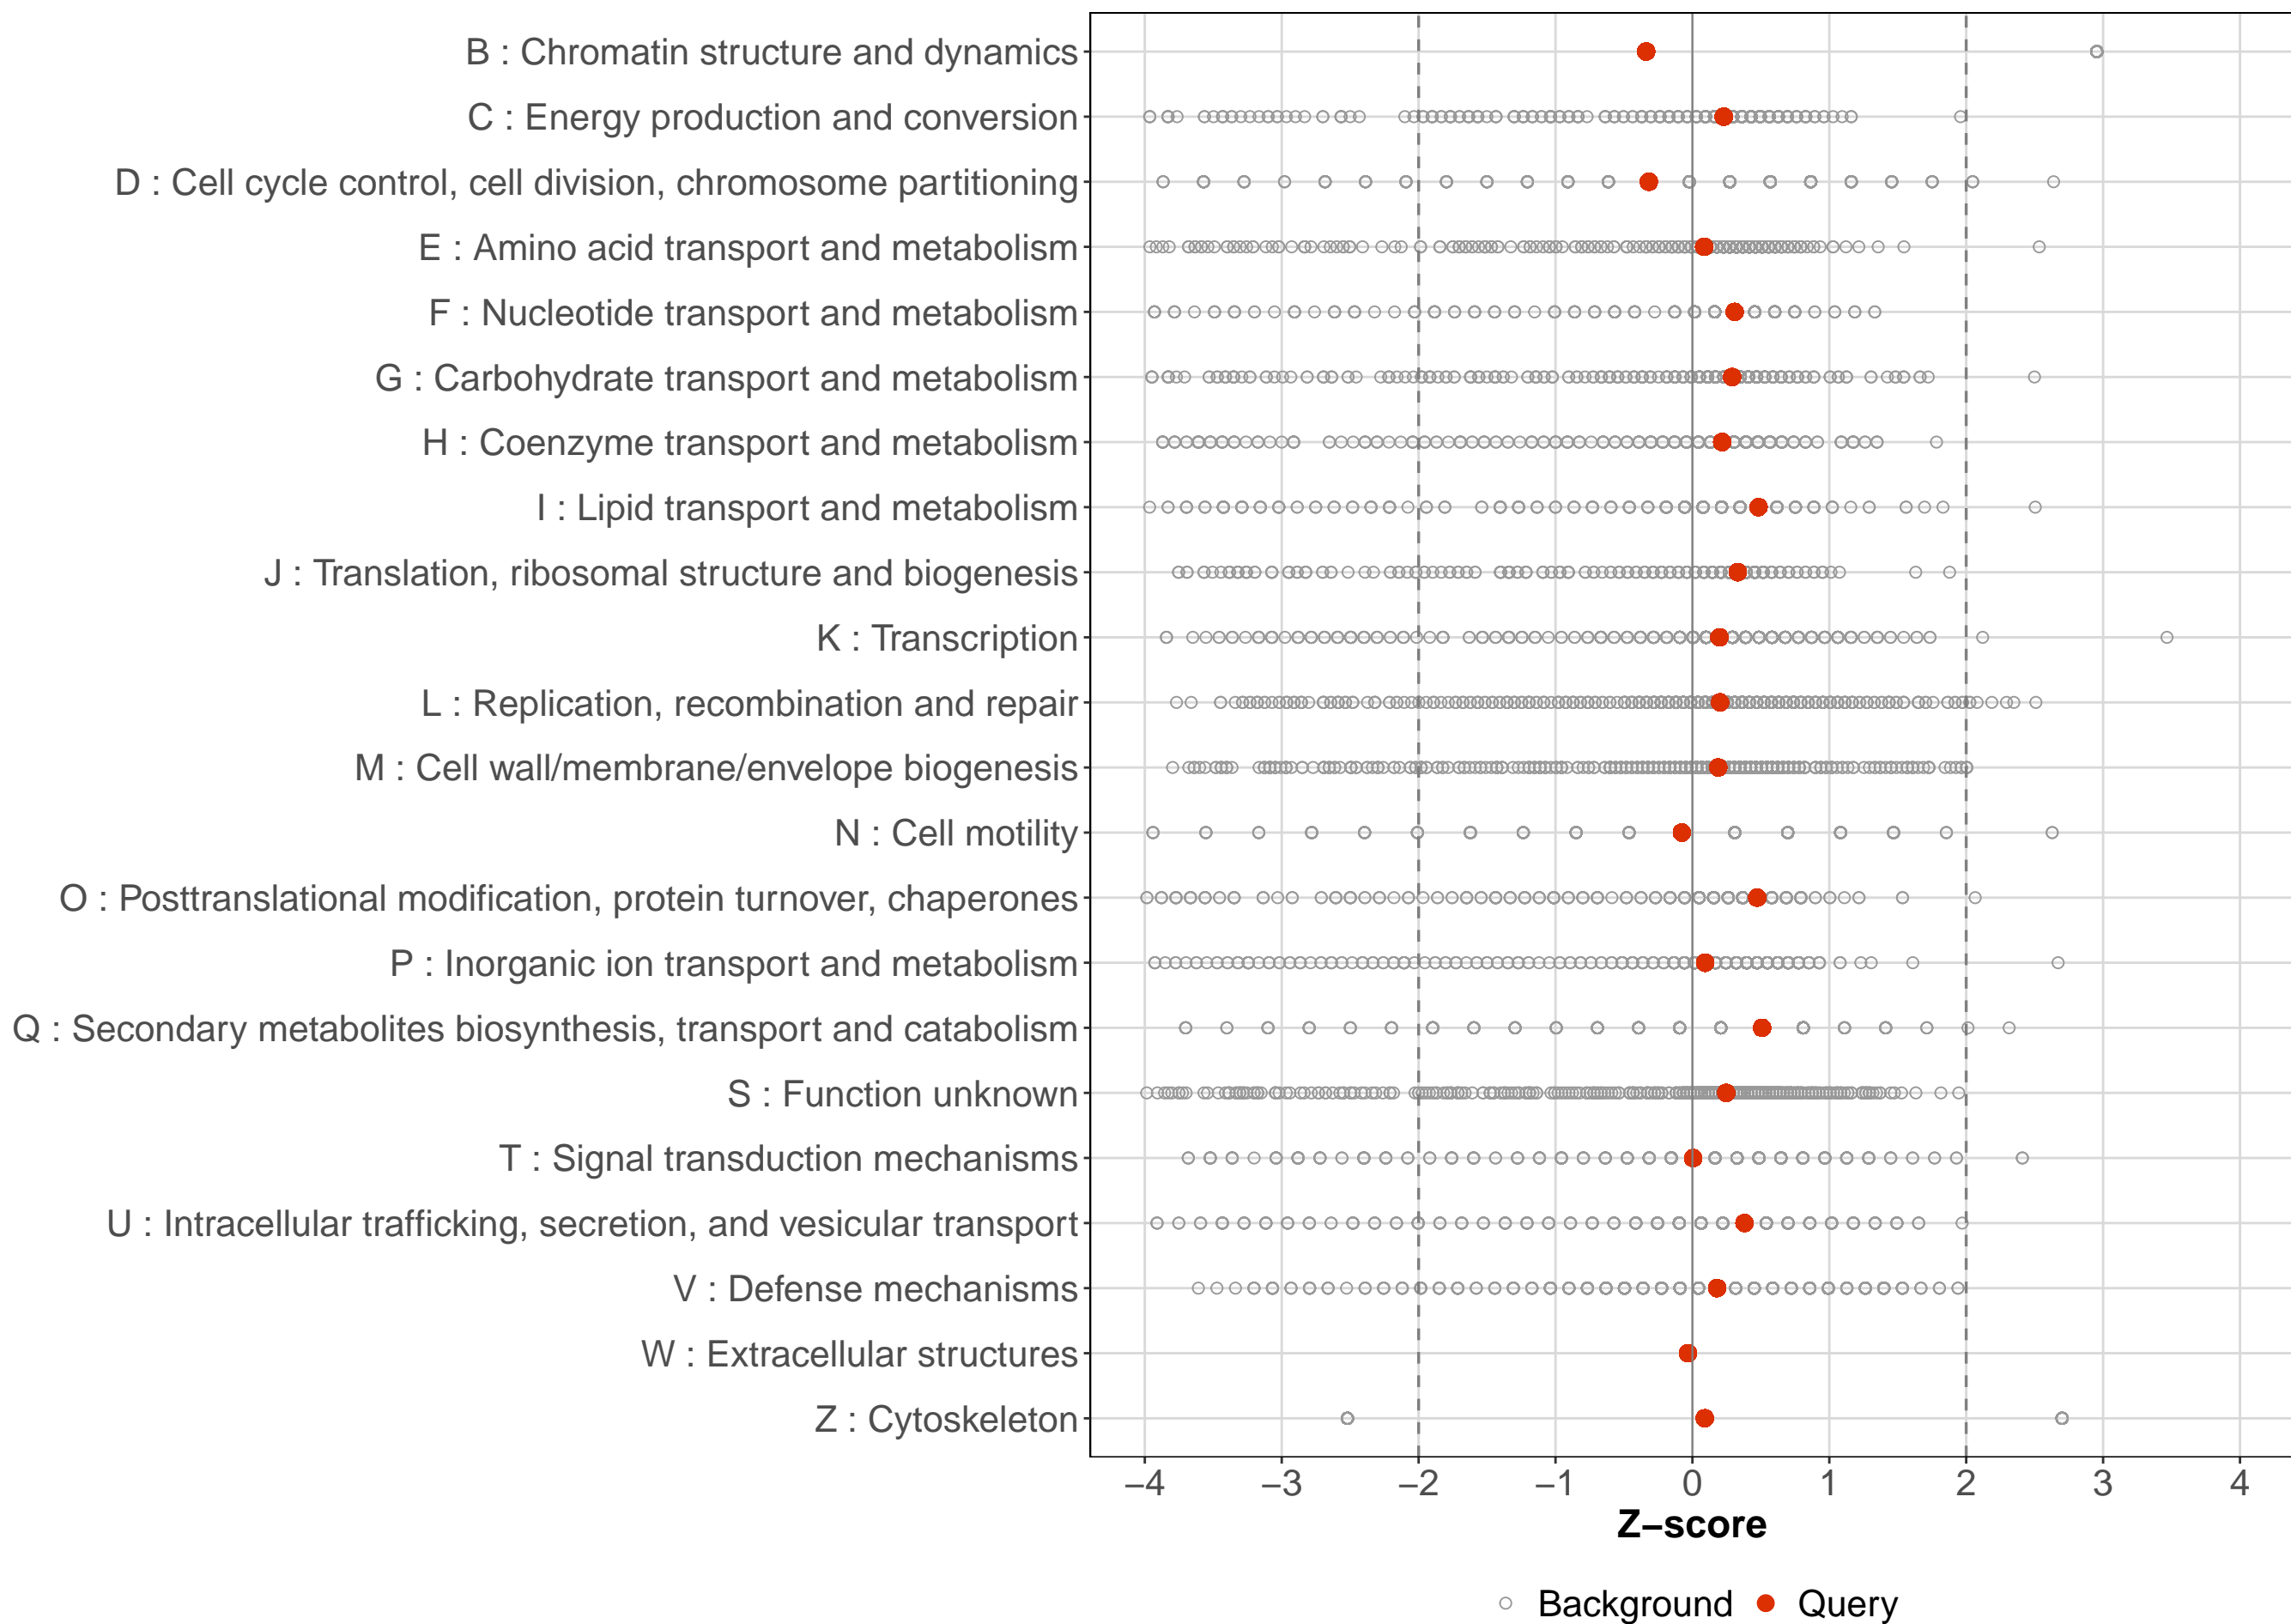 B : Chromatin structure and dynamics
C : Energy production and conversion
D : Cell cycle control, cell division, chromosome partitioning
E : Amino acid transport and metabolism
F : Nucleotide transport and metabolism
G : Carbohydrate transport and metabolism
H : Coenzyme transport and metabolism
I : Lipid transport and metabolism
J : Translation, ribosomal structure and biogenesis
K : Transcription
L : Replication, recombination and repair
M : Cell wall/membrane/envelope biogenesis
N : Cell motility
O : Posttranslational modification, protein turnover, chaperones
P : Inorganic ion transport and metabolism
Q : Secondary metabolites biosynthesis, transport and catabolism
S : Function unknown
T : Signal transduction mechanisms
U : Intracellular trafficking, secretion, and vesicular transport
V : Defense mechanisms
W : Extracellular structures
Z : Cytoskeleton
−4 −3 −2 −1 0 1 2 3 4
Z−score
Background Query